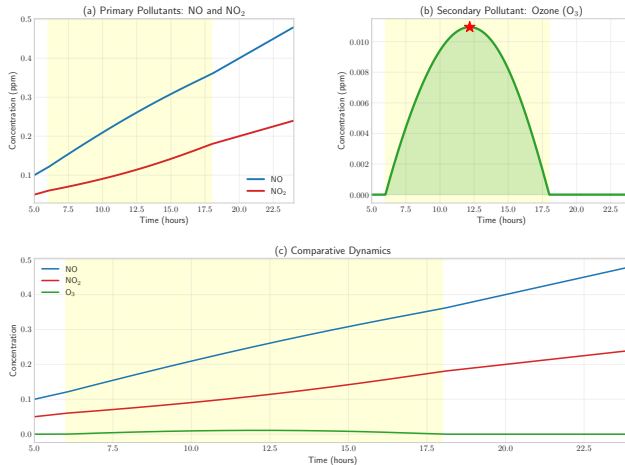 (a) Primary Pollutants: NO and NO₂
Concentration (ppm)
0.5
0.4
0.3
0.2
0.1
NO
NO₂
5.0 7.5 10.0 12.5 15.0 17.5 20.0 22.5
Time (hours)
(b) Secondary Pollutant: Ozone (O₃)
Concentration (ppm)
0.010
0.008
0.006
0.004
0.002
0.000
5.0 7.5 10.0 12.5 15.0 17.5 20.0 22.5
Time (hours)
(c) Comparative Dynamics
Concentration
0.5
0.4
0.3
0.2
0.1
0.0
NO
NO₂
O₃
5.0 7.5 10.0 12.5 15.0 17.5 20.0 22.5
Time (hours)